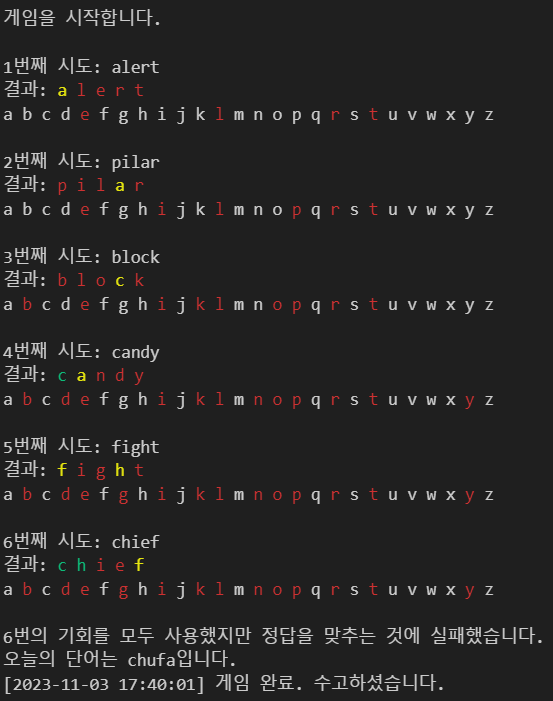 게임을 시작합니다.
1번째 시도: alert
결과: a l e r t
a b c d e f g h i j k l m n o p q r s t u v w x y z
2번째 시도: pilar
결과: p i l a r
a b c d e f g h i j k l m n o p q r s t u v w x y z
3번째 시도: block
결과: b l o c k
a b c d e f g h i j k l m n o p q r s t u v w x y z
4번째 시도: candy
결과: c a n d y
a b c d e f g h i j k l m n o p q r s t u v w x y z
5번째 시도: fight
결과: f i g h t
a b c d e f g h i j k l m n o p q r s t u v w x y z
6번째 시도: chief
결과: c h i e f
a b c d e f g h i j k l m n o p q r s t u v w x y z
6번의 기회를 모두 사용했지만 정답을 맞추는 것에 실패했습니다.
오늘의 단어는 chufa입니다.
[2023-11-03 17:40:01] 게임 완료. 수고하셨습니다.